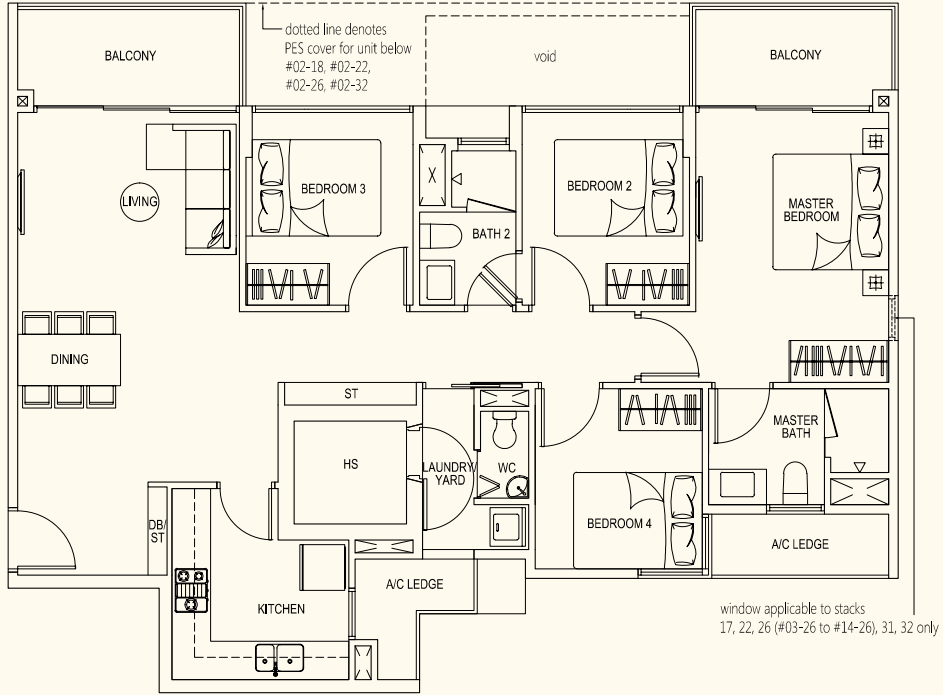 BALCONY
dotted line denotes
PES cover for unit below
#02-18, #02-22,
#02-26, #02-32
void
BALCONY
LIVING
BEDROOM 3
X
BATH 2
BEDROOM 2
MASTER
BEDROOM
DINING
ST
HS
LAUNDRY/
YARD
WC
MASTER
BATH
DB/
ST
BEDROOM 4
A/C LEDGE
A/C LEDGE
KITCHEN
window applicable to stacks
17, 22, 26 (#03-26 to #14-26), 31, 32 only